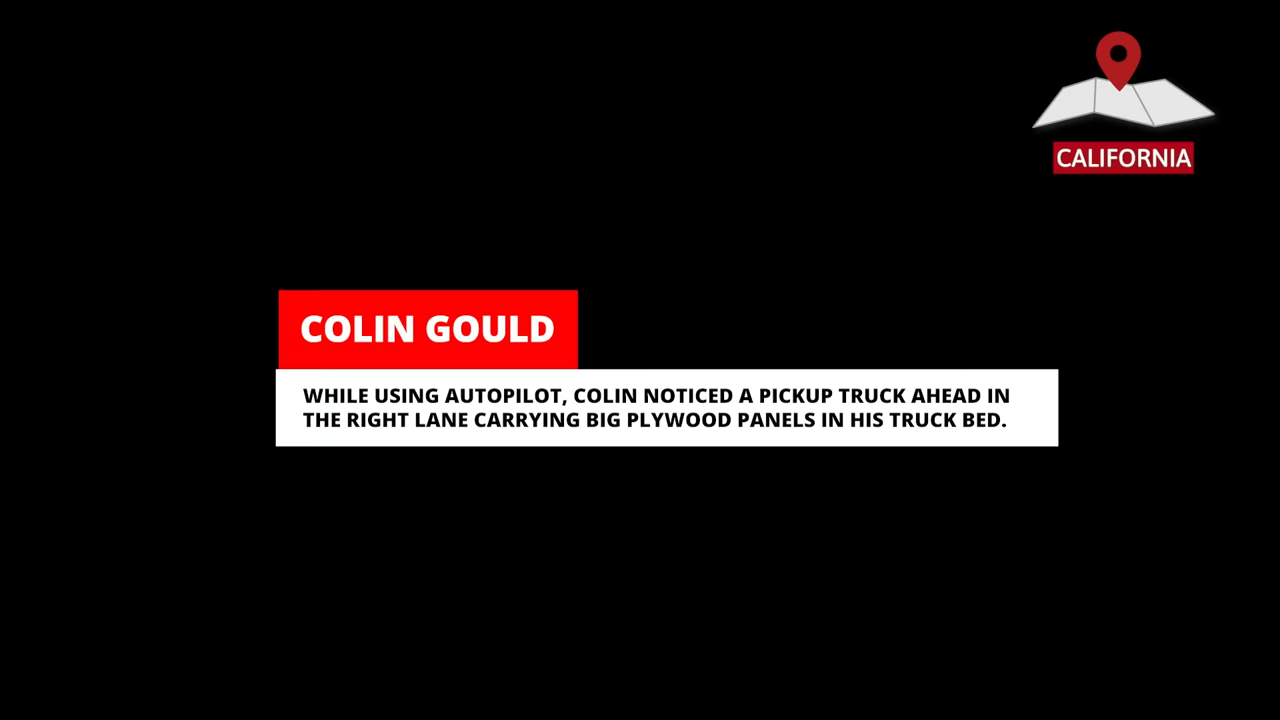 CALIFORNIA
COLIN GOULD
WHILE USING AUTOPILOT, COLIN NOTICED A PICKUP TRUCK AHEAD IN
THE RIGHT LANE CARRYING BIG PLYWOOD PANELS IN HIS TRUCK BED.